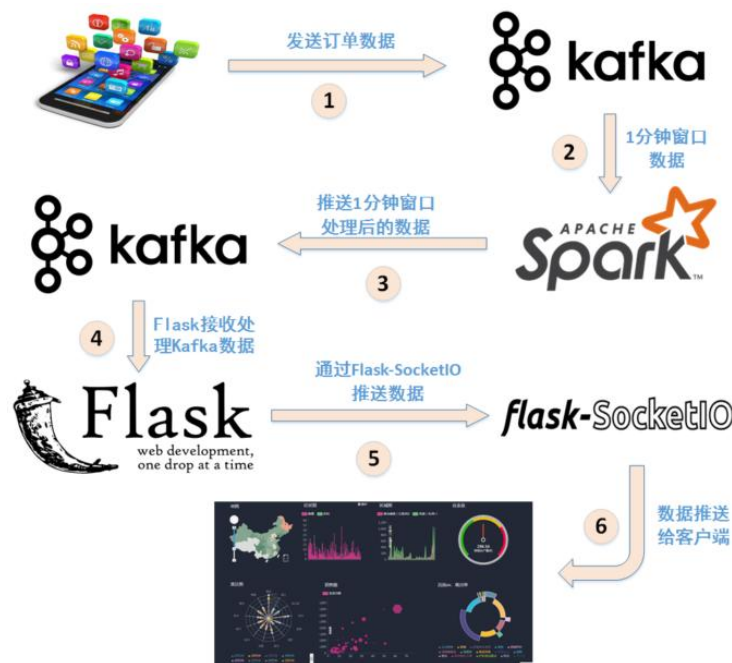 发送订单数据
kafka
1
2
1分钟窗口
数据
推送1分钟窗口
处理后的数据
kafka
APACHE
Spark
TM
3
4
Flask接收处
理Kafka数据
Flask
web development,
one drop at a time
通过Flask-SocketIO
推送数据
flask-SocketIO
5
6
数据推送
给客户端